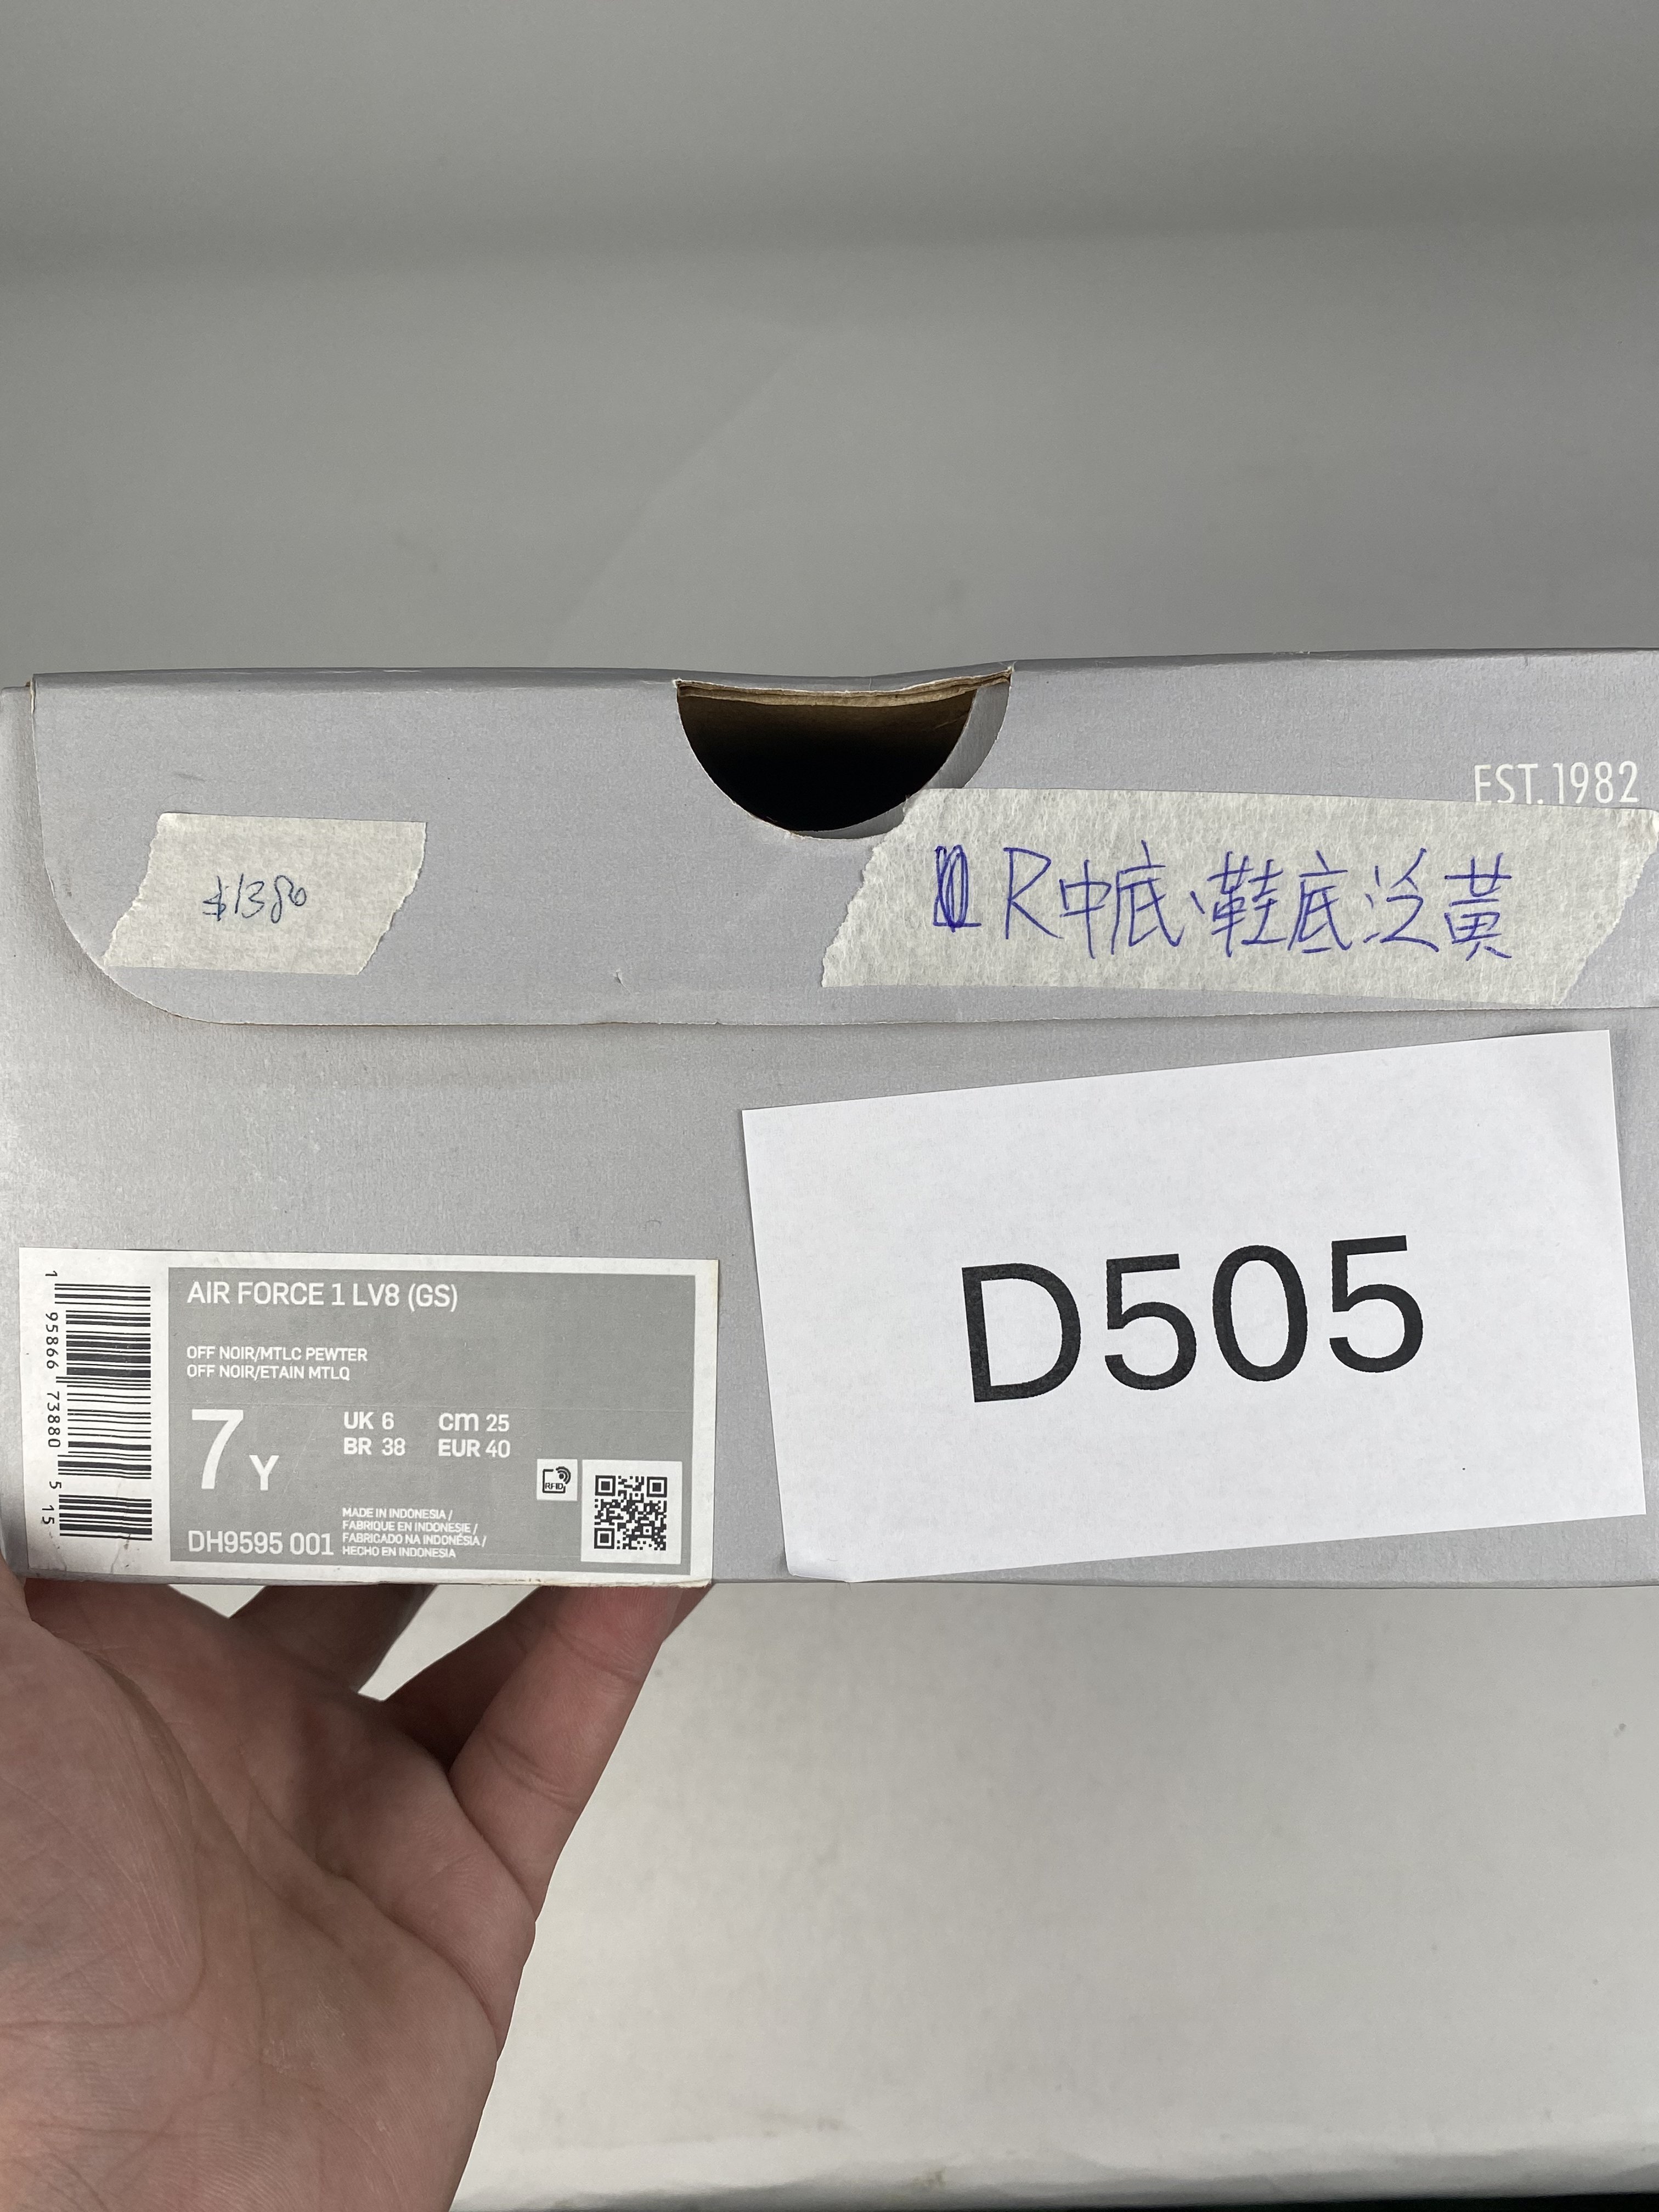 EST. 1982
$1380
R中底、鞋底泛黃
D505
AIR FORCE 1 LV8 (GS)
OFF NOIR/MTLC PEWTER
OFF NOIR/ETAIN MTLQ
7Y
UK 6 cm 25
BR 38 EUR 40
RFID
MADE IN INDONESIA /
FABRIQUE EN INDONESIE /
FABRICADO NA INDONÉSIA /
HECHO EN INDONESIA
DH9595 001
1 95866 73880 5 15